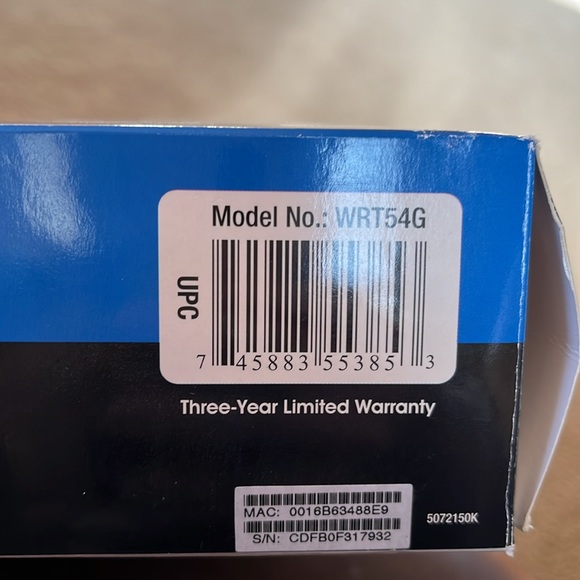 Model No.: WRT54G
UPC
7 45883 55385 3
Three-Year Limited Warranty
MAC: 0016B63488E9
S/N: CDFB0F317932
5072150K